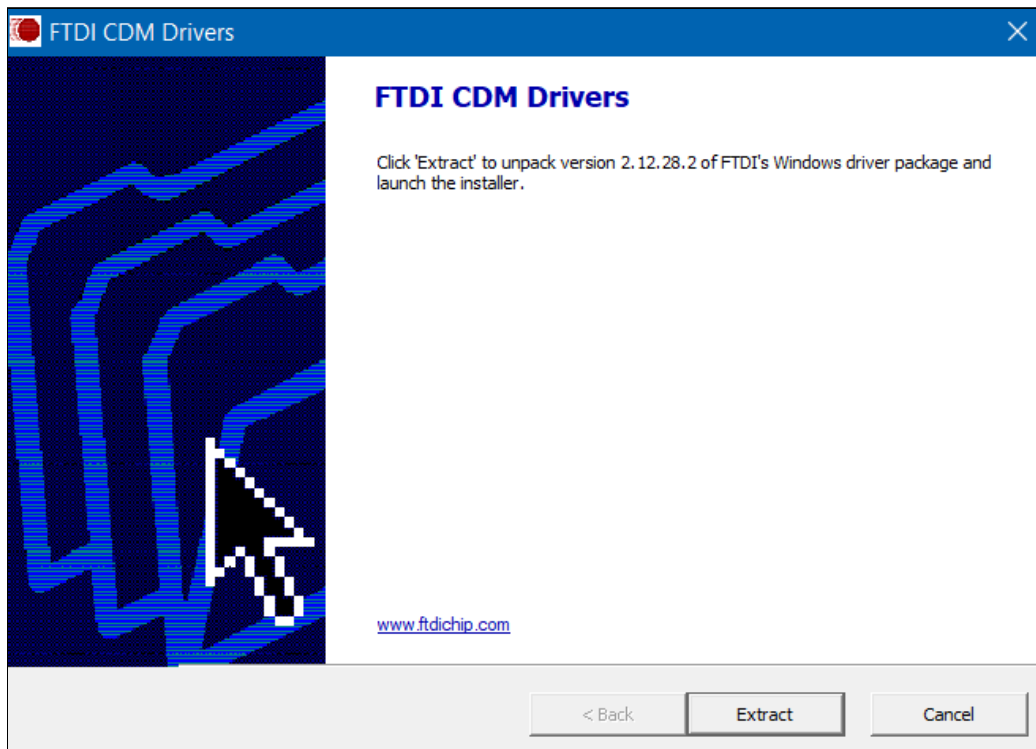 FTDI CDM Drivers
FTDI CDM Drivers
Click 'Extract' to unpack version 2.12.28.2 of FTDI's Windows driver package and
launch the installer.
www.ftdichip.com
< Back
Extract
Cancel